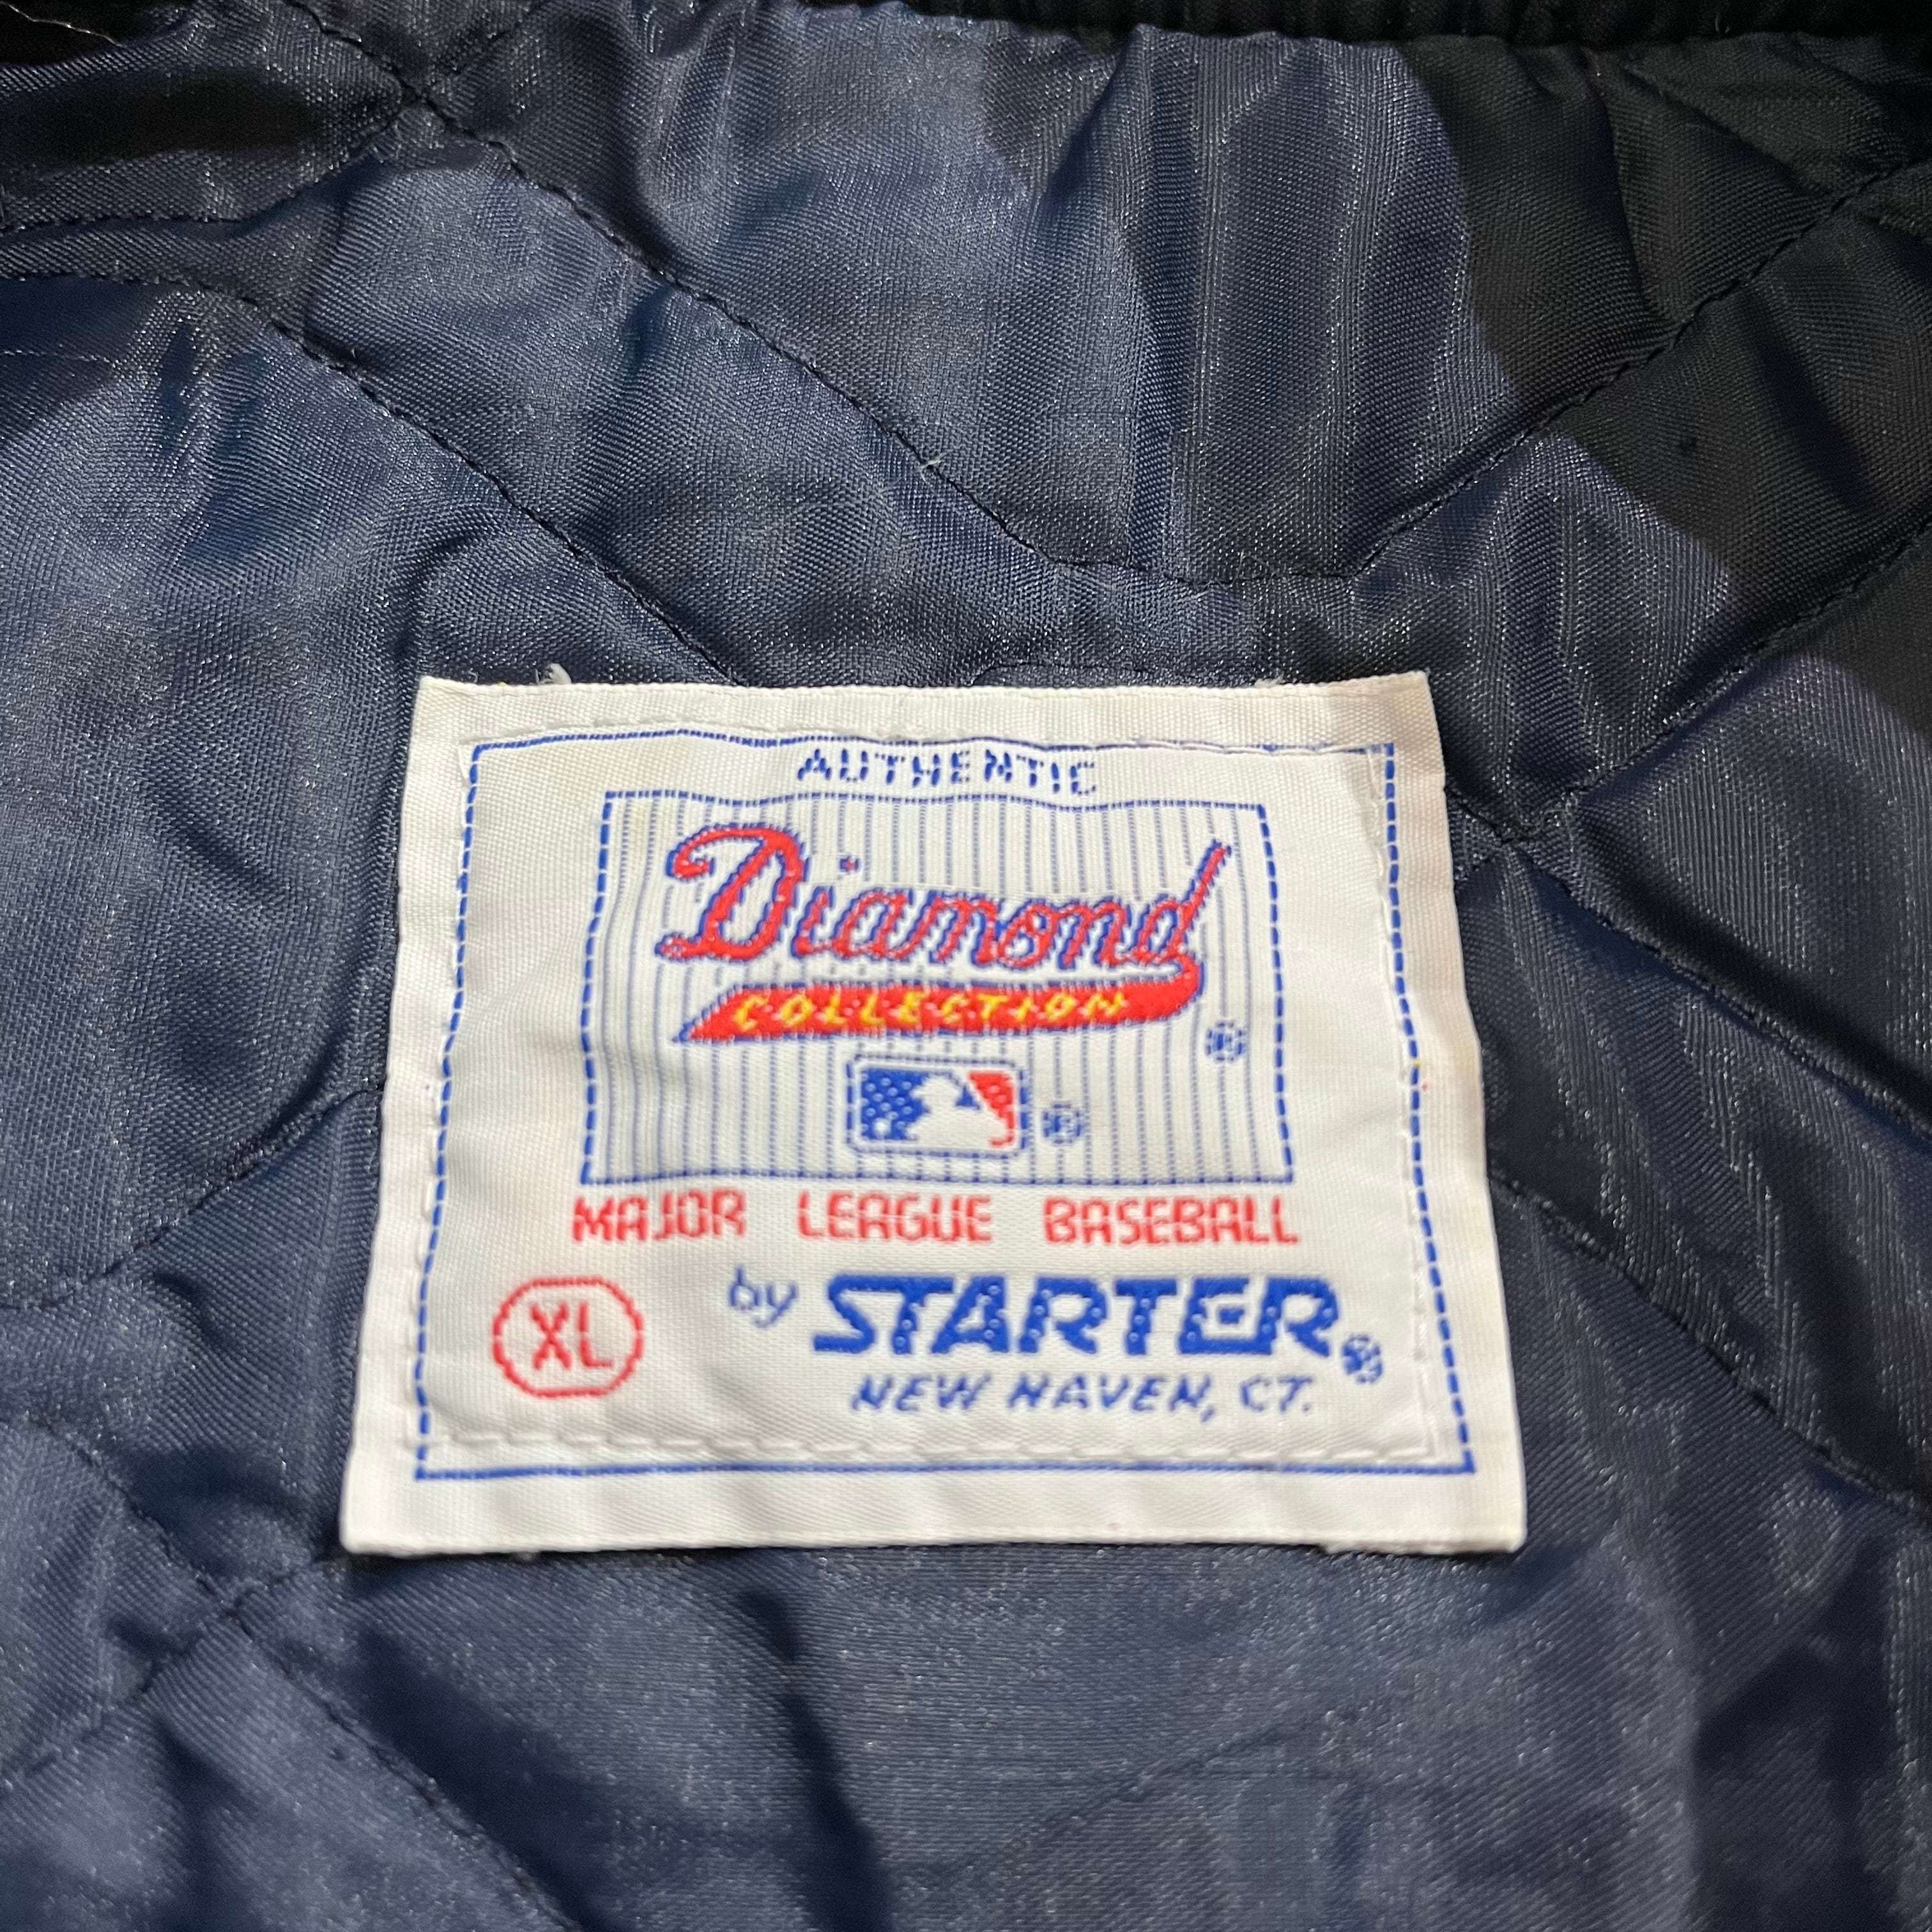 AUTHENTIC
Diamond
COLLECTION
®
®
MAJOR LEAGUE BASEBALL
XL
by STARTER®
NEW HAVEN, CT.